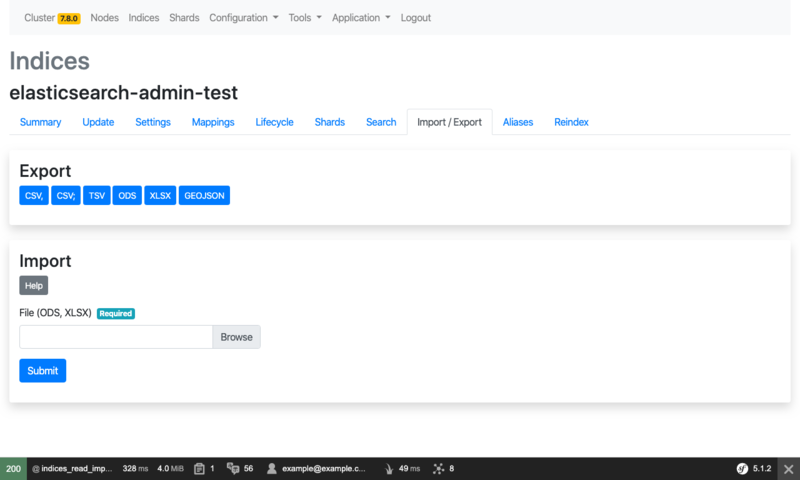 Cluster 7.8.0 Nodes Indices Shards Configuration Tools Application Logout
Indices
elasticsearch-admin-test
Summary Update Settings Mappings Lifecycle Shards Search Import / Export Aliases Reindex
Export
CSV, CSV; TSV ODS XLSX GEOJSON
Import
Help
File (ODS, XLSX) Required
Browse
Submit
200 @ indices_read_imp... 328 ms 4.0 MiB 1 56 example@example.c... 49 ms 8 sf 5.1.2